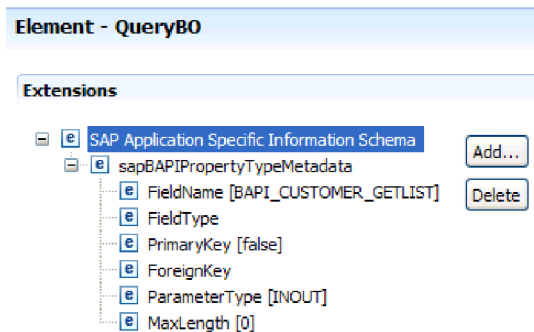 Element - QueryBO
Extensions
SAP Application Specific Information Schema
Add...
sapBAPIPropertyTypeMetadata
FieldName [BAPI_CUSTOMER_GETLIST]
Delete
FieldType
PrimaryKey [false]
ForeignKey
ParameterType [INOUT]
MaxLength [0]